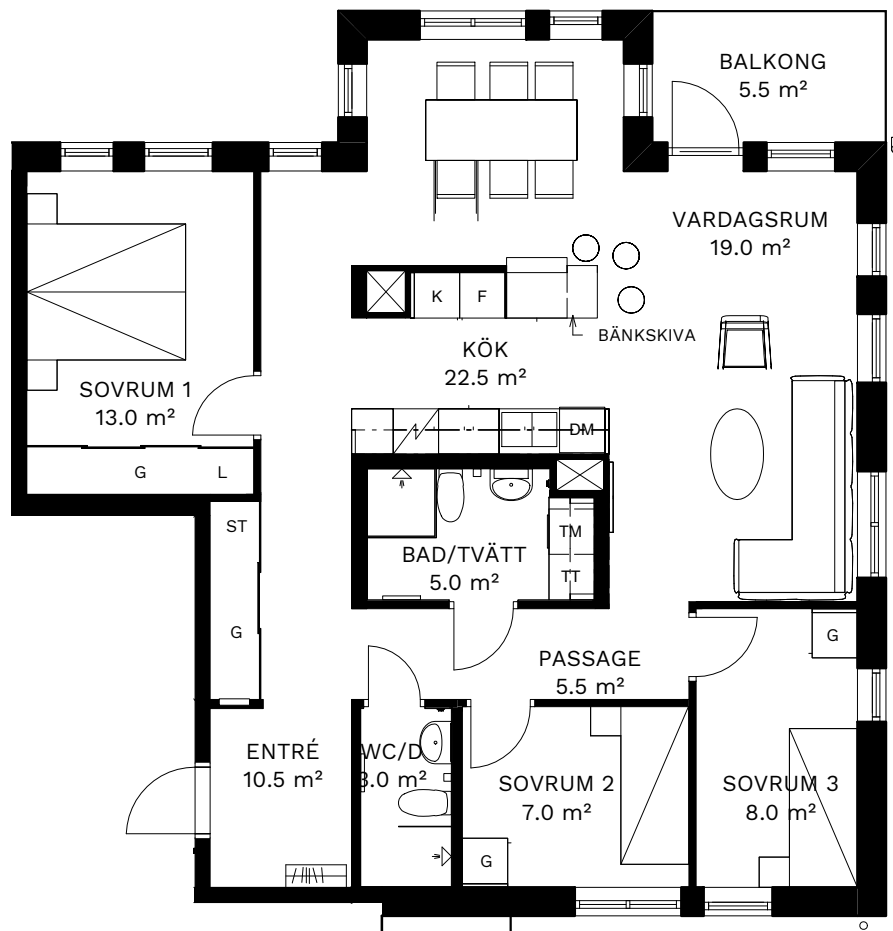 BALKONG
5.5 m²
VARDAGSRUM
19.0 m²
K
F
BÄNKSKIVA
KÖK
22.5 m²
SOVRUM 1
13.0 m²
DM
G
L
ST
TM
BAD/TVÄTT
5.0 m²
TT
G
G
PASSAGE
5.5 m²
ENTRÉ
10.5 m²
WC/D
3.0 m²
SOVRUM 2
7.0 m²
SOVRUM 3
8.0 m²
G